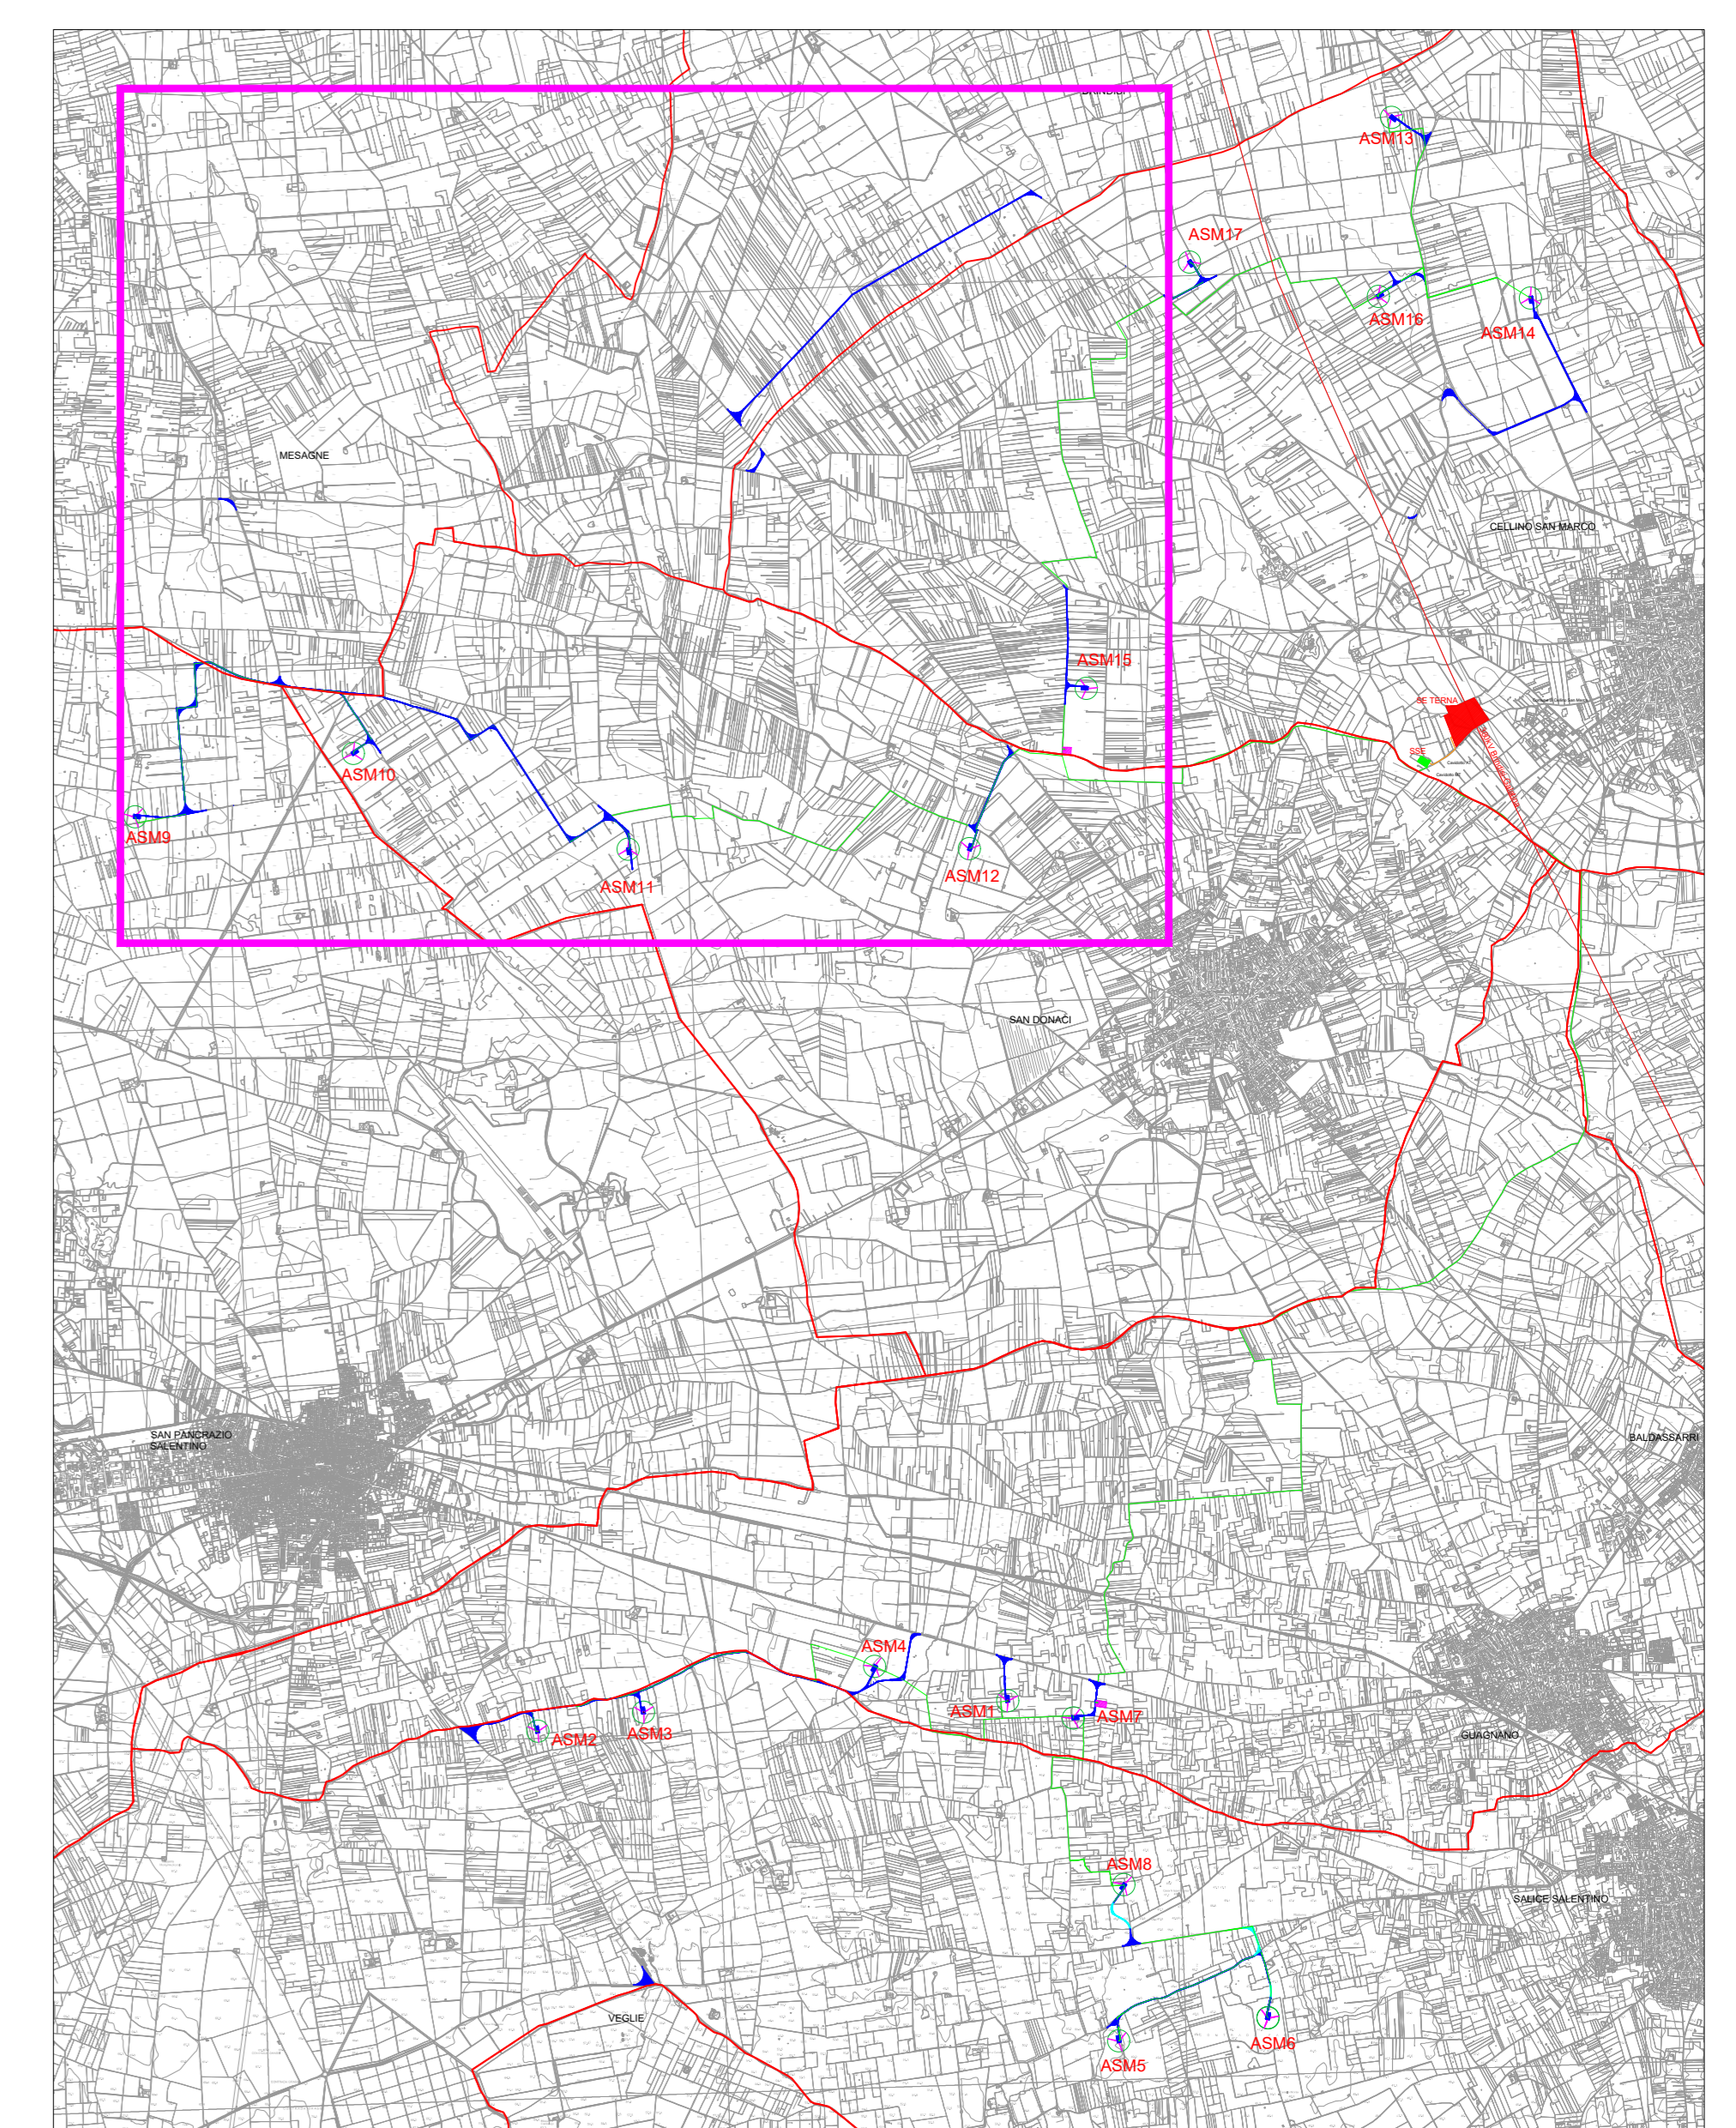 BRINDISI
ASM13
ASM17
ASM16
ASM14
MESAGNE
CELLINO SAN MARCO
ASM15
SE TERNA
SSE
ASM10
ASM9
ASM11
ASM12
SAN DONACI
SAN PANCRAZIO
SALENTINO
BALDASSARRI
ASM4
ASM1
ASM7
ASM2
ASM3
GUAGNANO
ASM8
SALICE SALENTINO
VEGLIE
ASM5
ASM6